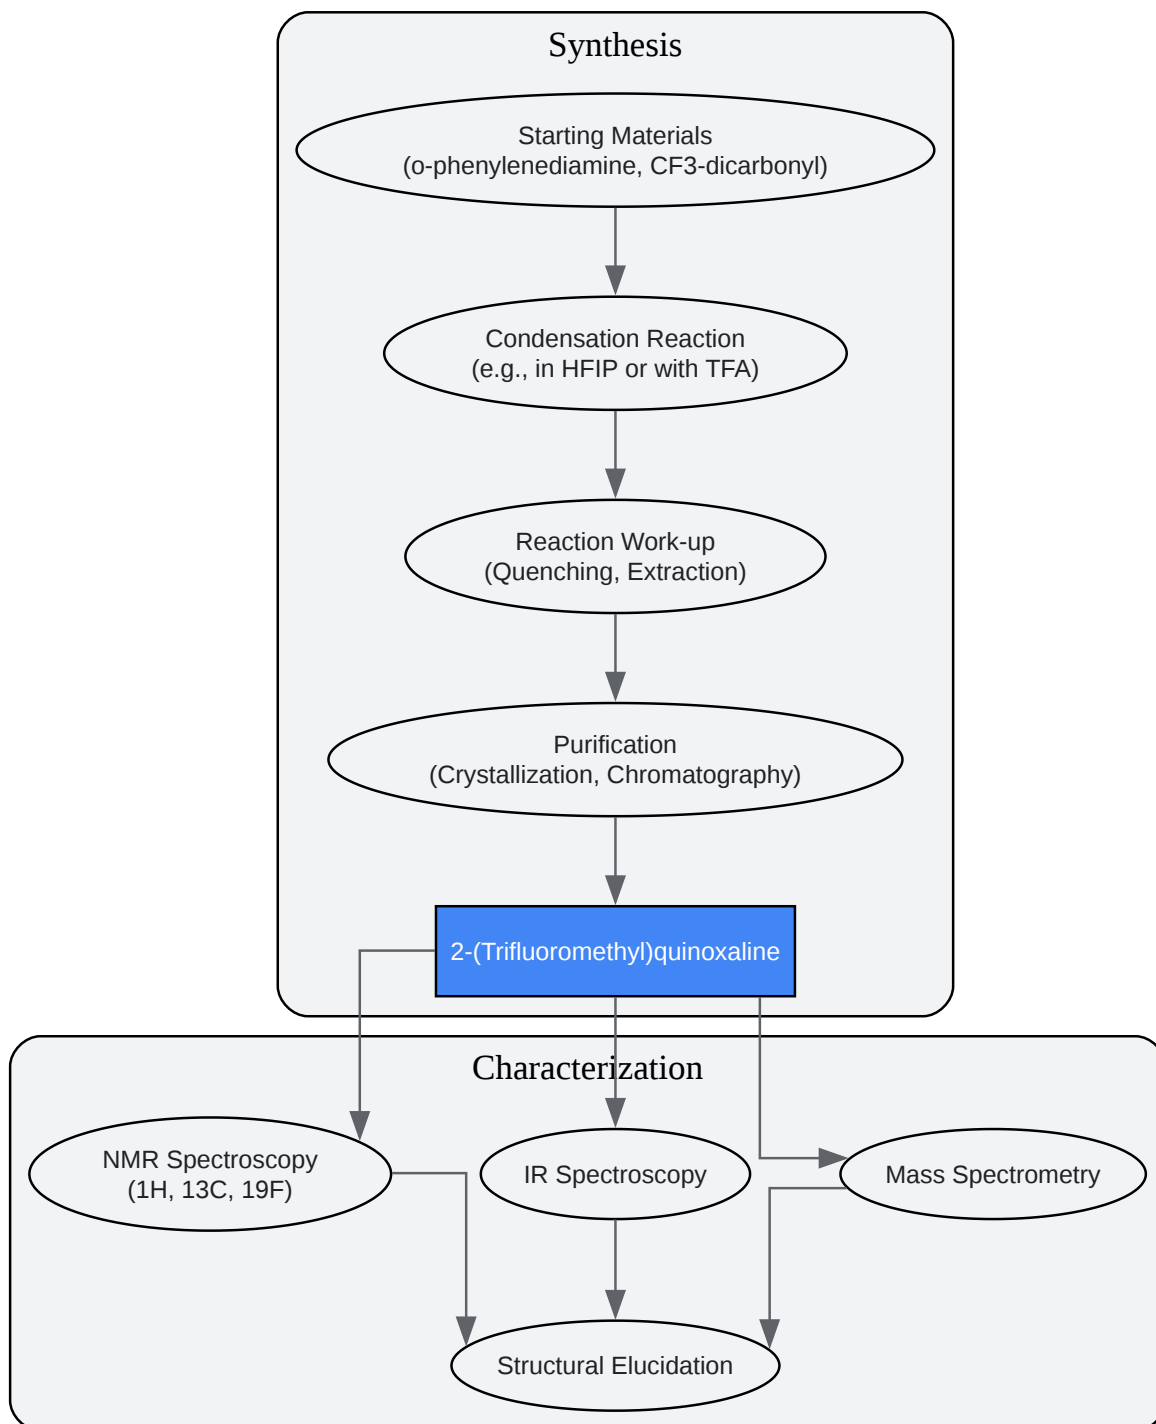 Synthesis
Starting Materials
(o-phenylenediamine, CF3-dicarbonyl)
Condensation Reaction
(e.g., in HFIP or with TFA)
Reaction Work-up
(Quenching, Extraction)
Purification
(Crystallization, Chromatography)
2-(Trifluoromethyl)quinoxaline
Characterization
NMR Spectroscopy
(1H, 13C, 19F)
IR Spectroscopy
Mass Spectrometry
Structural Elucidation